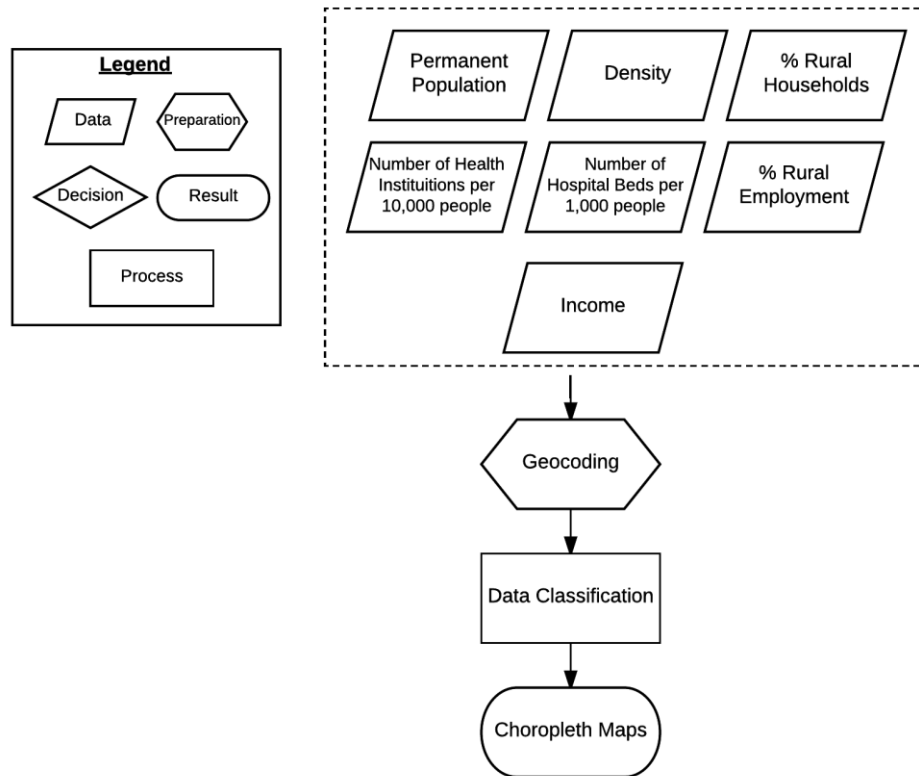 Legend
Data
Preparation
Decision
Result
Process
Permanent
Population
Density
% Rural
Households
Number of Health
Instituitions per
10,000 people
Number of
Hospital Beds per
1,000 people
% Rural
Employment
Income
Geocoding
Data Classification
Choropleth Maps